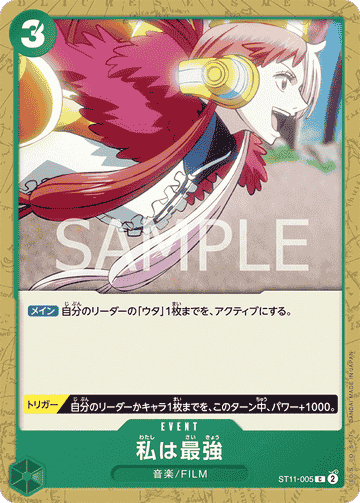 3
SAMPLE
メイン 自分のリーダーの「ウタ」1枚までを、アクティブにする。
トリガー 自分のリーダーかキャラ1枚までを、このターン中、パワー+1000。
EVENT
私は最強
音楽/FILM
ST11-005 C 2